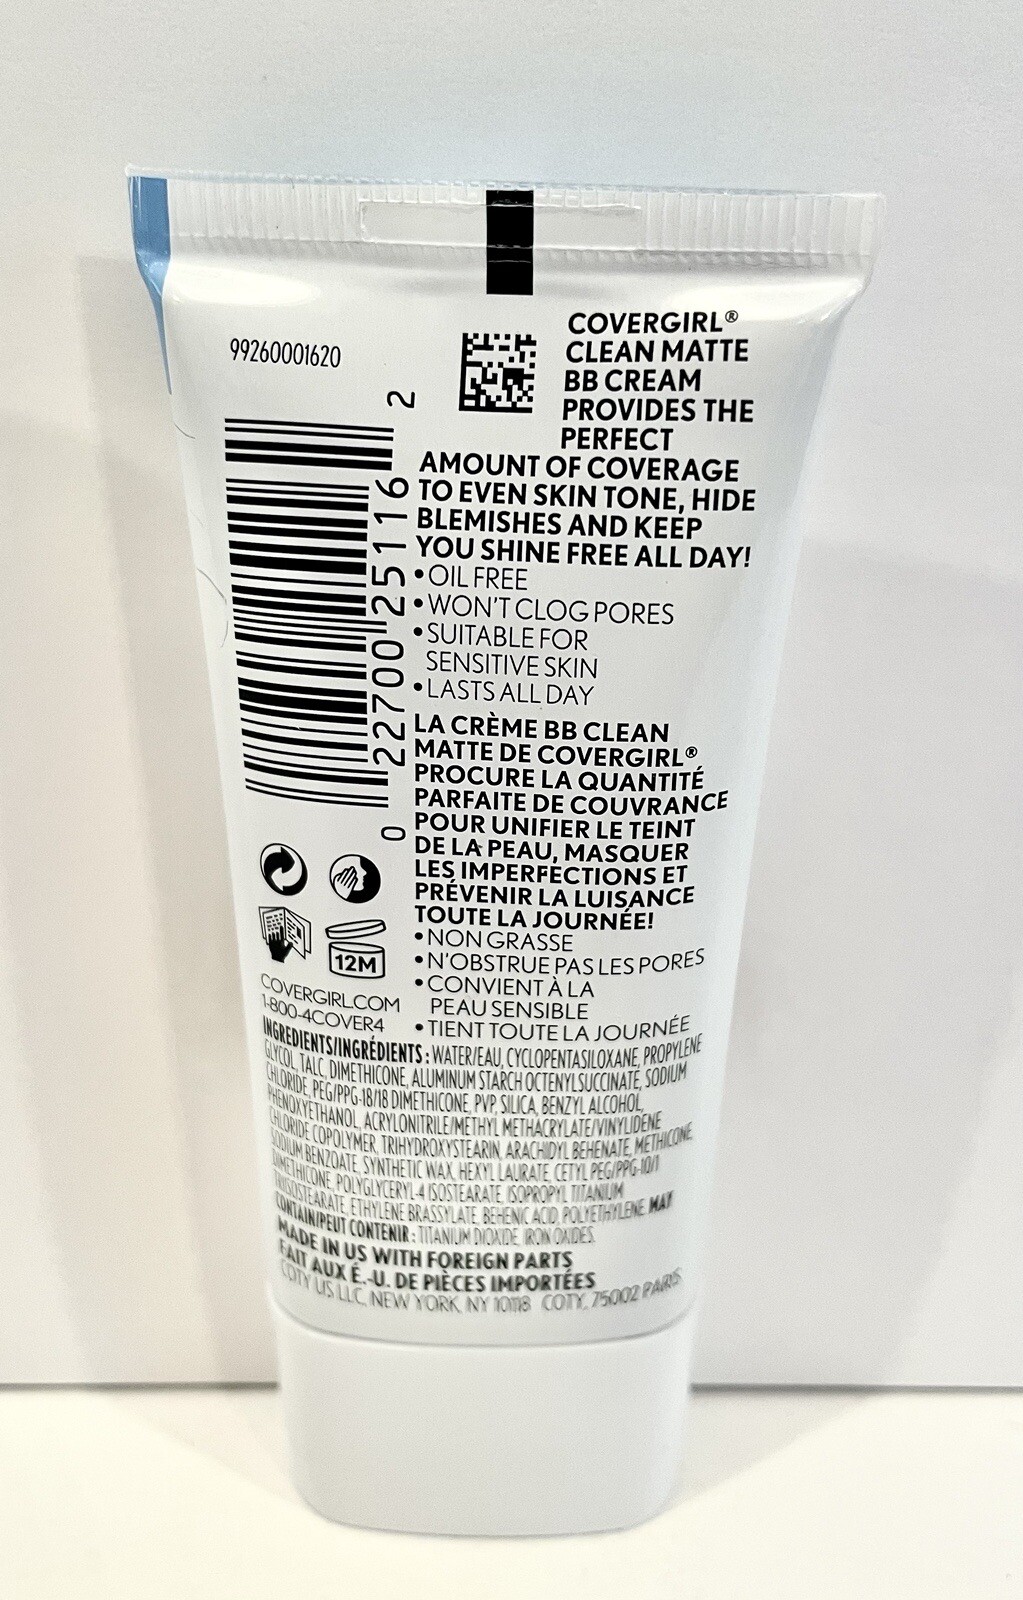 99260001620
COVERGIRL®
CLEAN MATTE
BB CREAM
PROVIDES THE
PERFECT
AMOUNT OF COVERAGE
TO EVEN SKIN TONE, HIDE
BLEMISHES AND KEEP
YOU SHINE FREE ALL DAY!
• OIL FREE
• WON'T CLOG PORES
• SUITABLE FOR
SENSITIVE SKIN
• LASTS ALL DAY
0 22700 25116 2
LA CRÈME BB CLEAN
MATTE DE COVERGIRL®
PROCURE LA QUANTITÉ
PARFAITE DE COUVRANCE
POUR UNIFIER LE TEINT
DE LA PEAU, MASQUER
LES IMPERFECTIONS ET
PRÉVENIR LA LUISANCE
TOUTE LA JOURNÉE!
• NON GRASSE
• N'OBSTRUE PAS LES PORES
• CONVIENT À LA
PEAU SENSIBLE
• TIENT TOUTE LA JOURNÉE
12M
COVERGIRL.COM
1-800-4COVER4
INGREDIENTS/INGRÉDIENTS : WATER/EAU, CYCLOPENTASILOXANE, PROPYLENE
GLYCOL, TALC, DIMETHICONE, ALUMINUM STARCH OCTENYLSUCCINATE, SODIUM
CHLORIDE, PEG/PPG-18/18 DIMETHICONE, PVP, SILICA, BENZYL ALCOHOL,
PHENOXYETHANOL, ACRYLONITRILE/METHYL METHACRYLATE/VINYLIDENE
CHLORIDE COPOLYMER, TRIHYDROXYSTEARIN, ARACHIDYL BEHENATE, METHICONE,
SODIUM BENZOATE, SYNTHETIC WAX, HEXYL LAURATE, CETYL PEG/PPG-10/1
DIMETHICONE, POLYGLYCERYL-4 ISOSTEARATE, ISOPROPYL TITANIUM
TRIISOSTEARATE, ETHYLENE BRASSYLATE, BEHENIC ACID, POLYETHYLENE. MAY
CONTAIN/PEUT CONTENIR : TITANIUM DIOXIDE, IRON OXIDES.
MADE IN US WITH FOREIGN PARTS
FAIT AUX É.-U. DE PIÈCES IMPORTÉES
COTY US LLC, NEW YORK, NY 10118 COTY, 75002 PARIS